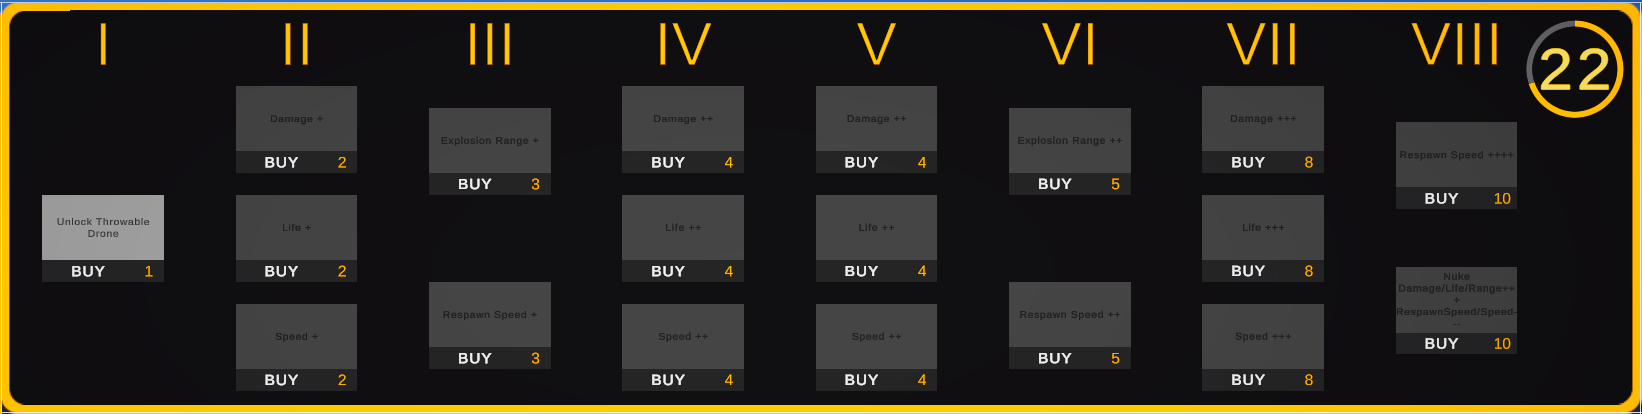 I II III IV V VI VII VIII 22
Unlock Throwable
Drone
BUY 1
Damage +
BUY 2
Life +
BUY 2
Speed +
BUY 2
Explosion Range +
BUY 3
Respawn Speed +
BUY 3
Damage ++
BUY 4
Life ++
BUY 4
Speed ++
BUY 4
Damage ++
BUY 4
Life ++
BUY 4
Speed ++
BUY 4
Explosion Range ++
BUY 5
Respawn Speed ++
BUY 5
Damage +++
BUY 8
Life +++
BUY 8
Speed +++
BUY 8
Respawn Speed ++++
BUY 10
Nuke
Damage/Life/Range++
+
RespawnSpeed/Speed-
--
BUY 10